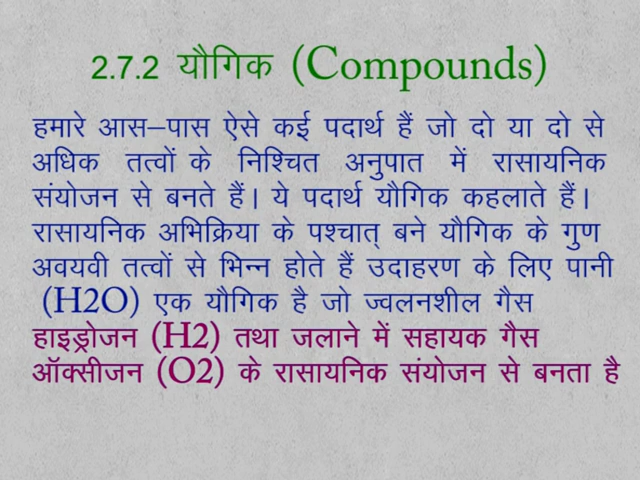 2.7.2 यौगिक (Compounds)
हमारे आस–पास ऐसे कई पदार्थ हैं जो दो या दो से
अधिक तत्वों के निश्चित अनुपात में रासायनिक
संयोजन से बनते हैं। ये पदार्थ यौगिक कहलाते हैं।
रासायनिक अभिक्रिया के पश्चात् बने यौगिक के गुण
अवयवी तत्वों से भिन्न होते हैं उदाहरण के लिए पानी
(H2O) एक यौगिक है जो ज्वलनशील गैस
हाइड्रोजन (H2) तथा जलाने में सहायक गैस
ऑक्सीजन (O2) के रासायनिक संयोजन से बनता है